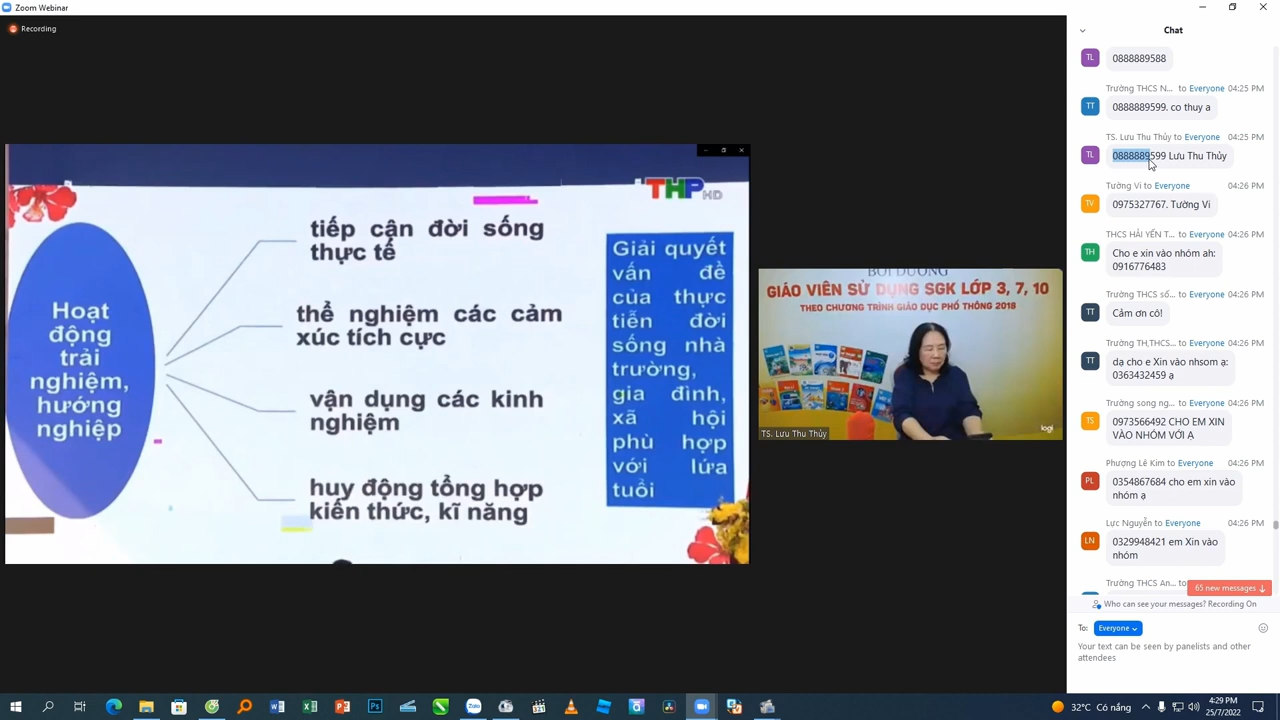 Zoom Webinar
Recording
THP HD
Hoạt
động
trải
nghiệm,
hướng
nghiệp
tiếp cận đời sống
thực tế
thể nghiệm các cảm
xúc tích cực
vận dụng các kinh
nghiệm
huy động tổng hợp
kiến thức, kĩ năng
Giải quyết
vấn đề
của thực
tiễn đời
sống nhà
trường,
gia đình,
xã hội
phù hợp
với lứa
tuổi
BỒI DƯỠNG
GIÁO VIÊN SỬ DỤNG SGK LỚP 3, 7, 10
THEO CHƯƠNG TRÌNH GIÁO DỤC PHỔ THÔNG 2018
logi
TS. Lưu Thu Thủy
Chat
TL
0888889588
Trường THCS N... to Everyone 04:25 PM
TT
0888889599. co thuy a
TS. Lưu Thu Thủy to Everyone 04:25 PM
TL
0888889599 Lưu Thu Thủy
Tường Vi to Everyone 04:26 PM
TV
0975327767. Tường Vi
THCS HẢI YẾN T... to Everyone 04:26 PM
TH
Cho e xin vào nhóm ah:
0916776483
Trường THCS số... to Everyone 04:26 PM
TT
Cảm ơn cô!
Trường TH,THCS... to Everyone 04:26 PM
TT
dạ cho e Xin vào nhsom ạ:
0363432459 ạ
Trường song ng... to Everyone 04:26 PM
TS
0973566492 CHO EM XIN
VÀO NHÓM VỚI Ạ
Phượng Lê Kim to Everyone 04:26 PM
PL
0354867684 cho em xin vào
nhóm ạ
Lực Nguyễn to Everyone 04:26 PM
LN
0329948421 em Xin vào
nhóm
Trường THCS An... to
65 new messages
Who can see your messages? Recording On
To: Everyone
Your text can be seen by panelists and other
attendees
32°C Có nắng
4:29 PM
25/7/2022